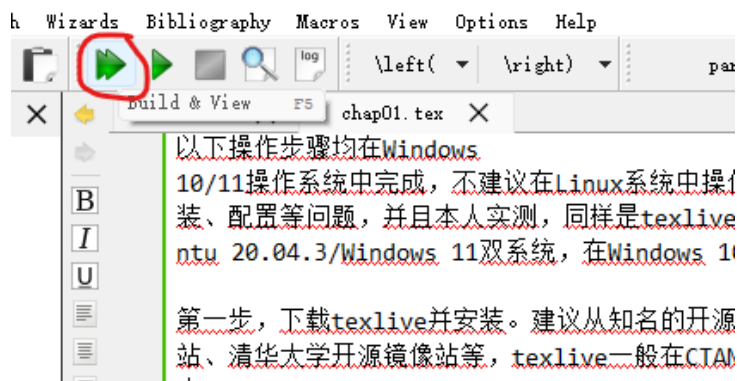 Wizards Bibliography Macros View Options Help
log \left( \right)
Build & View F5 chap01.tex
以下操作步骤均在Windows
B 10/11操作系统中完成，不建议在Linux系统中操
I 装、配置等问题，并且本人实测，同样是texlive
U ntu 20.04.3/Windows 11双系统，在Windows
第一步，下载texlive并安装。建议从知名的开源
站、清华大学开源镜像站等，texlive一般在CTAN